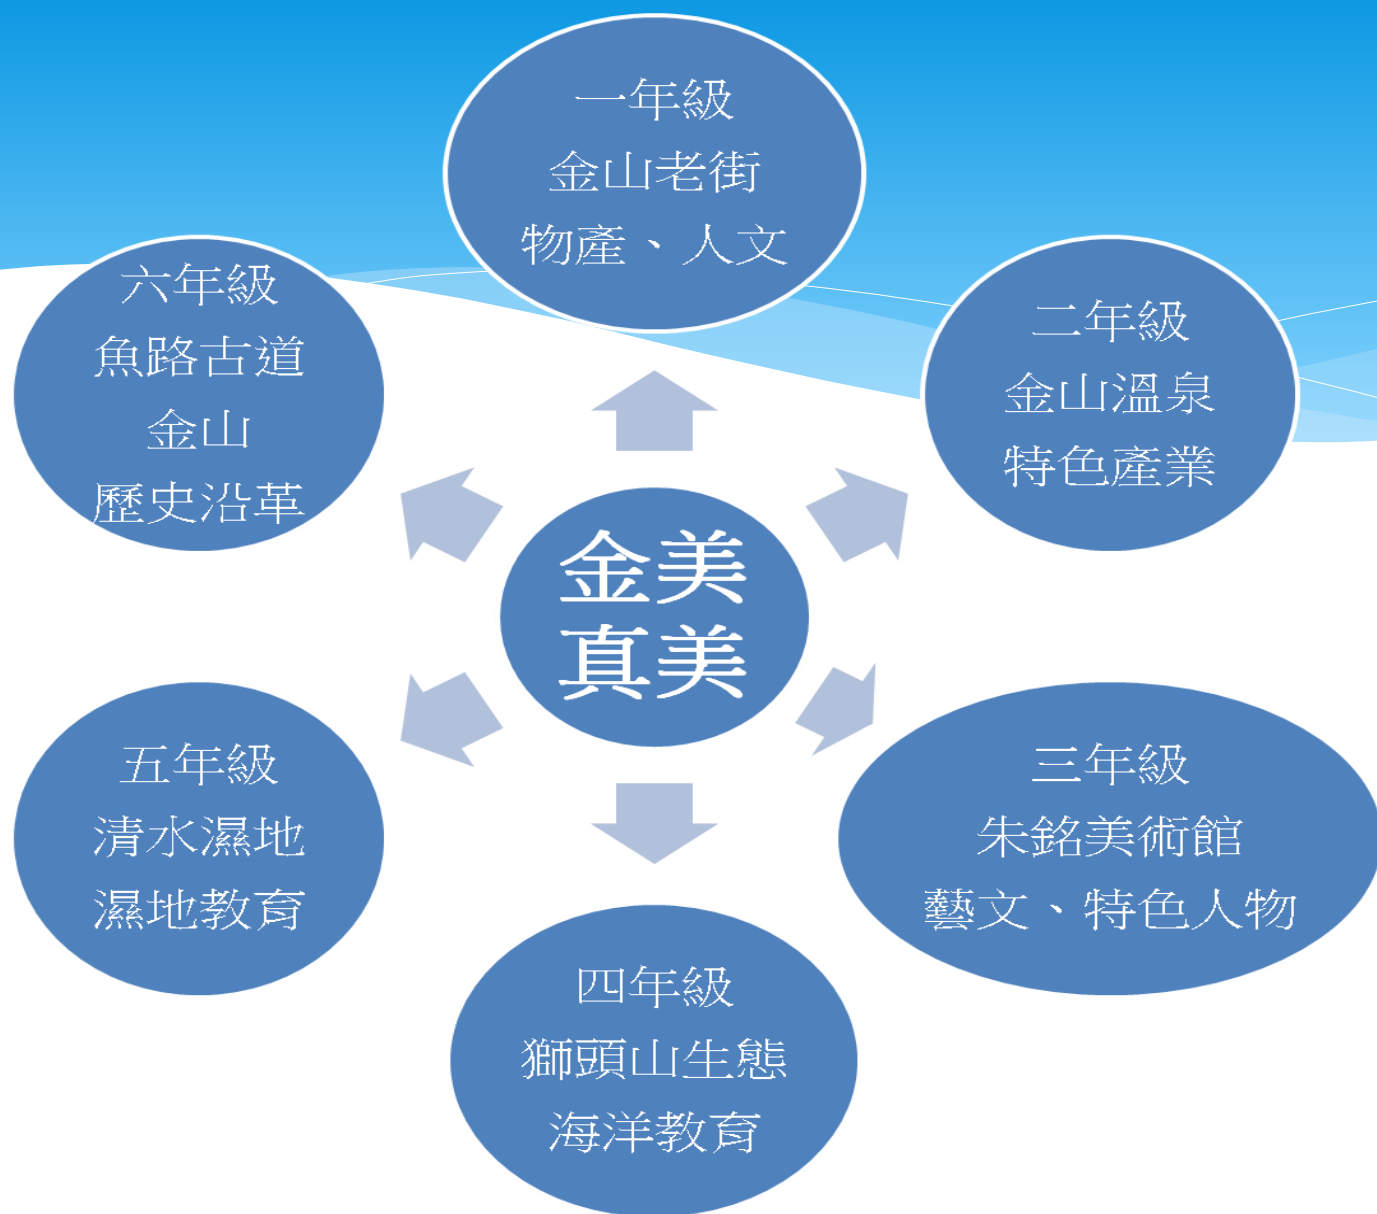 一年級
金山老街
物產、人文
二年級
金山溫泉
特色產業
三年級
朱銘美術館
藝文、特色人物
四年級
獅頭山生態
海洋教育
五年級
清水濕地
濕地教育
六年級
魚路古道
金山
歷史沿革
金美
真美